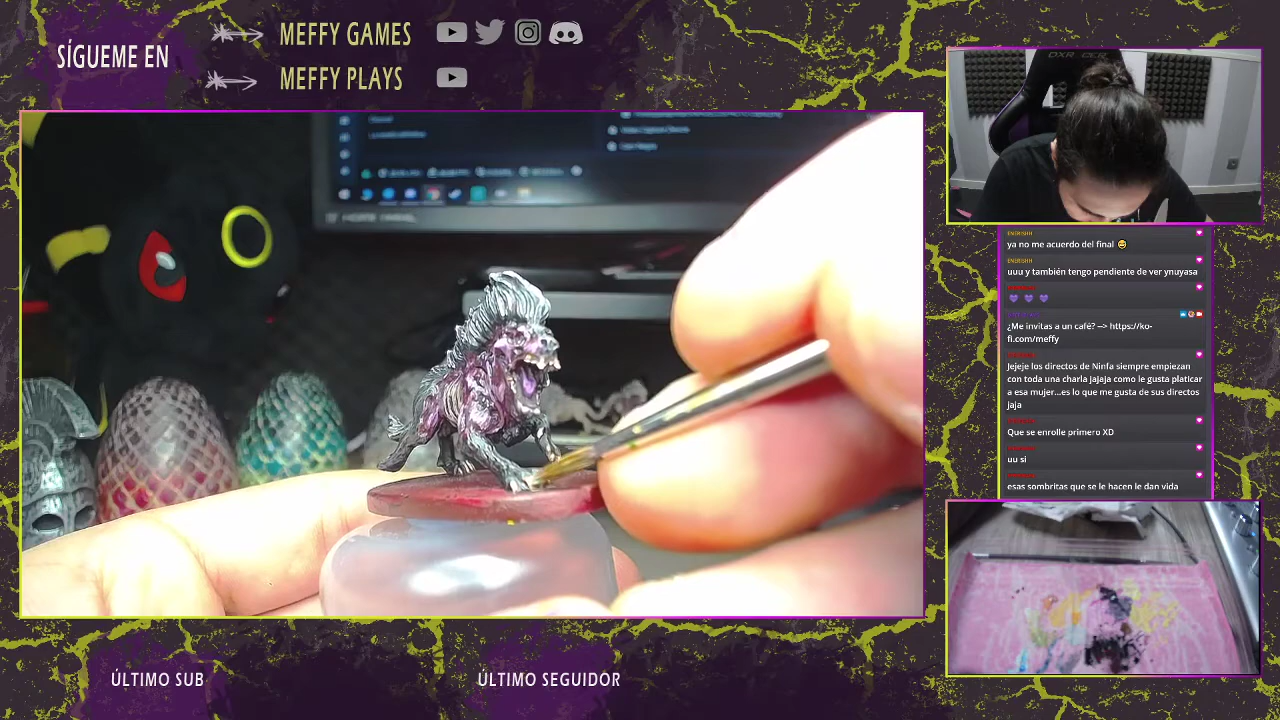 SÍGUEME EN
MEFFY GAMES
MEFFY PLAYS
DXR
ENERISHH
ya no me acuerdo del final
ENERISHH
uuu y también tengo pendiente de ver ynuyasa
¿Me invitas a un café? —> https://ko-
fi.com/meffy
Jejeje los directos de Ninfa siempre empiezan
con toda una charla jajaja como le gusta platicar
a esa mujer...es lo que me gusta de sus directos
jaja
Que se enrolle primero XD
uu si
esas sombritas que se le hacen le dan vida
ÚLTIMO SUB
ÚLTIMO SEGUIDOR